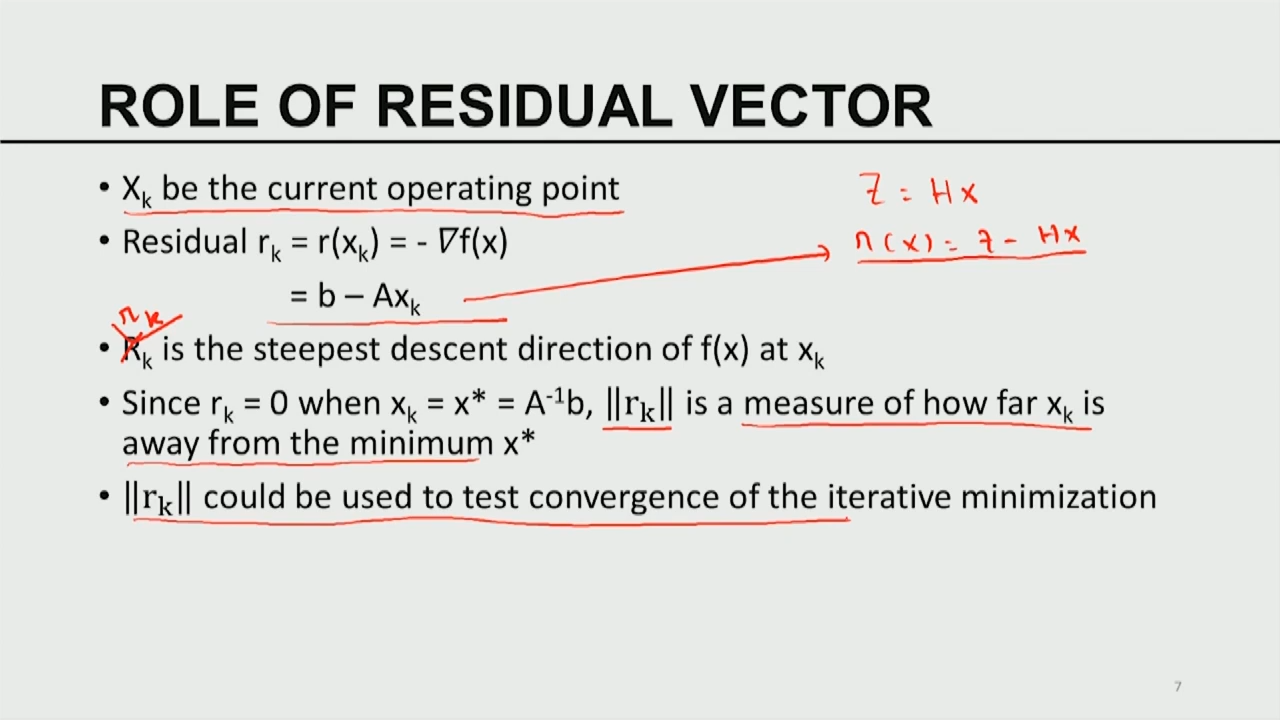 ROLE OF RESIDUAL VECTOR
• Xₖ be the current operating point
Z = Hx
• Residual rₖ = r(xₖ) = - ∇f(x)
r(x) = z - Hx
= b – Axₖ
rₖ
• Rₖ is the steepest descent direction of f(x) at xₖ
• Since rₖ = 0 when xₖ = x* = A⁻¹b, ||rₖ|| is a measure of how far xₖ is
away from the minimum x*
• ||rₖ|| could be used to test convergence of the iterative minimization
7